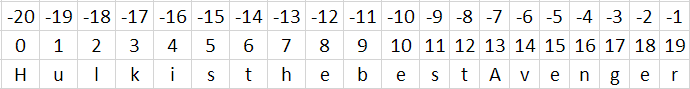 -20 -19 -18 -17 -16 -15 -14 -13 -12 -11 -10 -9 -8 -7 -6 -5 -4 -3 -2 -1
0 1 2 3 4 5 6 7 8 9 10 11 12 13 14 15 16 17 18 19
H u l k i s t h e b e s t A v e n g e r